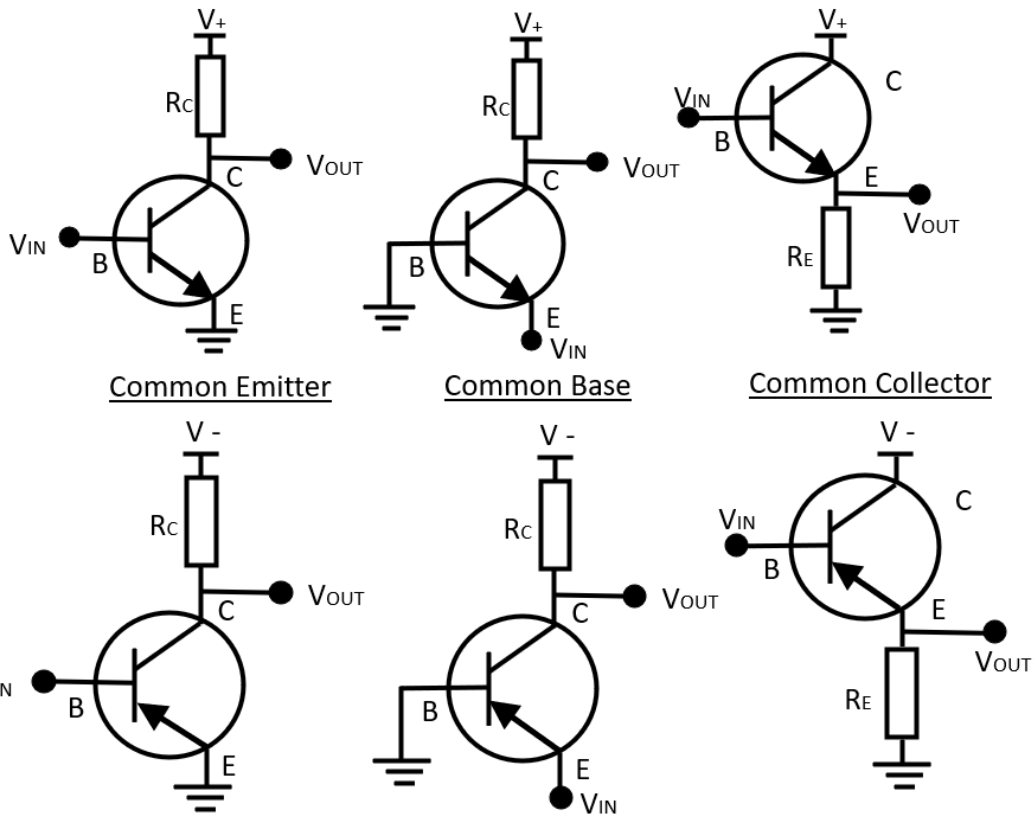 V+
V+
V+
RC
RC
C
VIN
B
C
VOUT
C
VOUT
E
VOUT
VIN
B
B
RE
E
E
VIN
Common Emitter
Common Base
Common Collector
V -
V -
V -
RC
RC
C
VIN
B
VOUT
C
VOUT
C
E
VOUT
N
B
B
RE
E
E
VIN